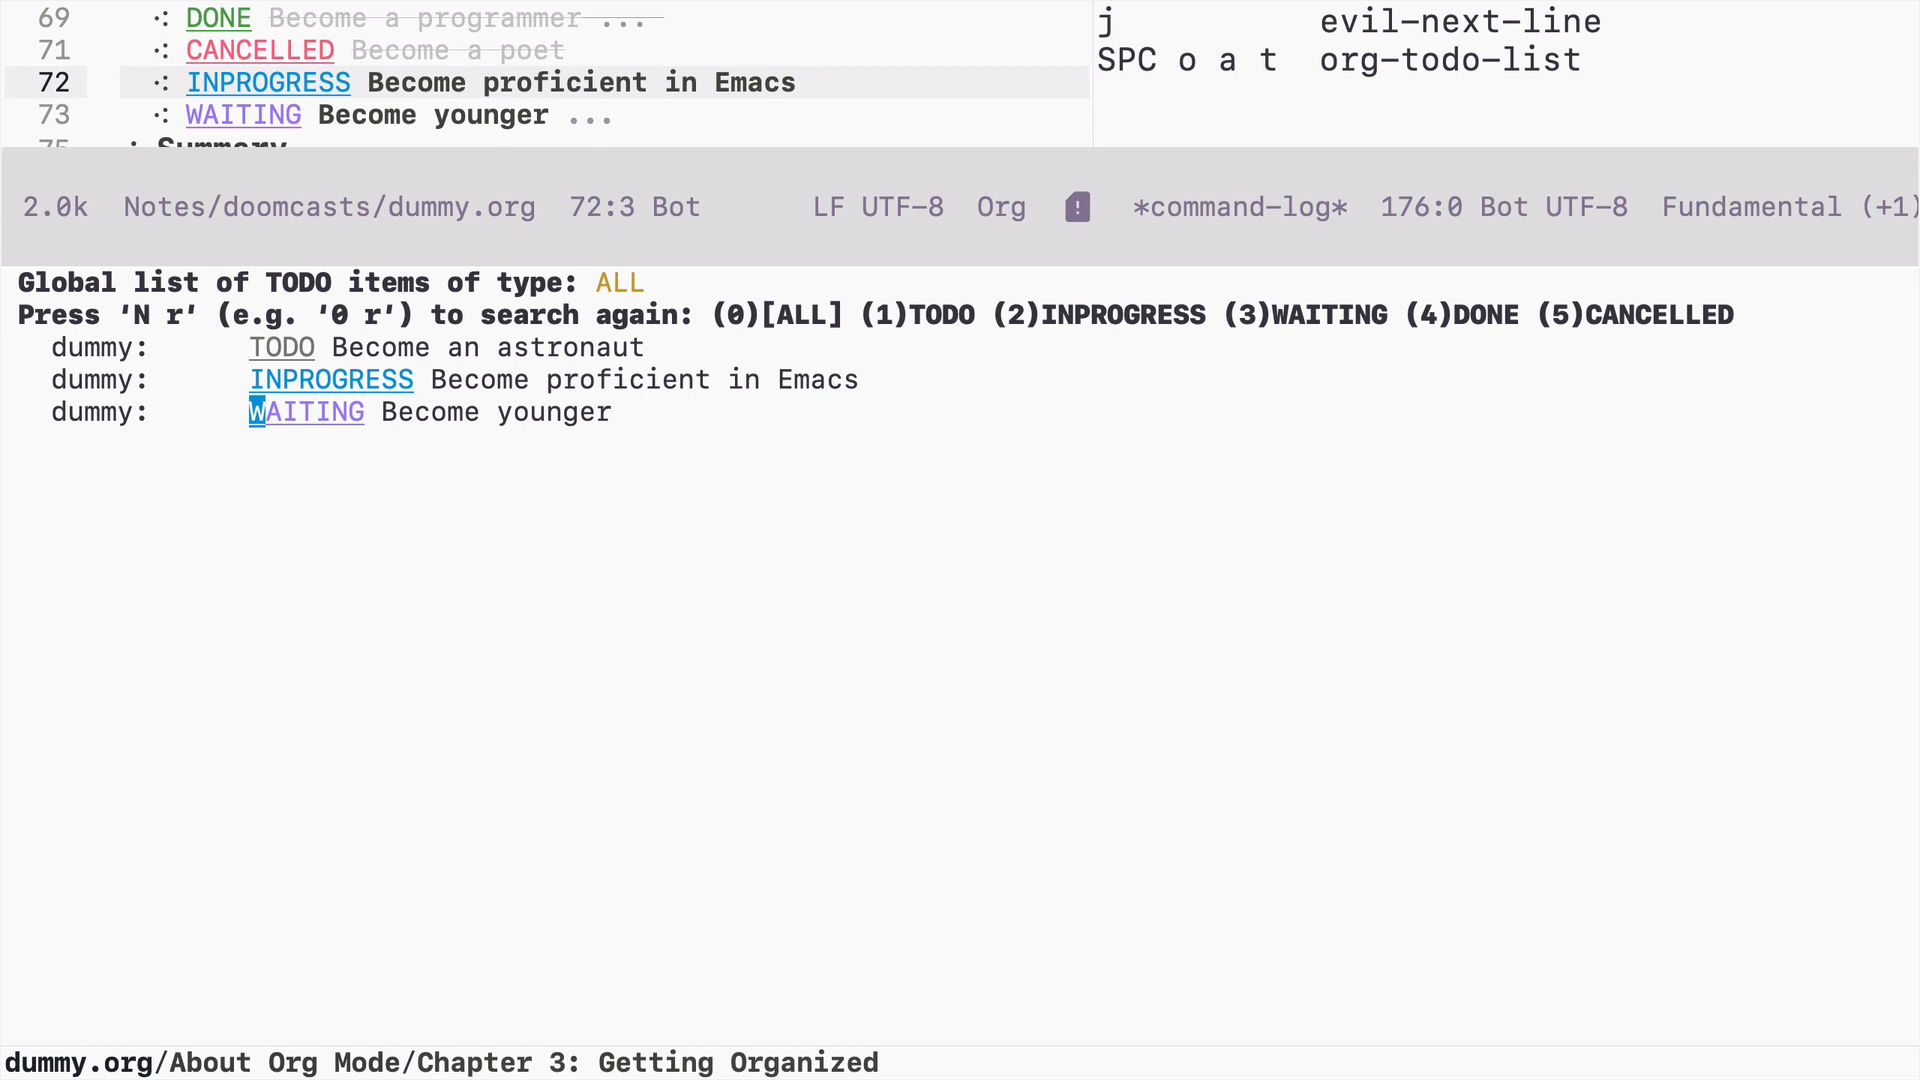 69 DONE Become a programmer ...
71 CANCELLED Become a poet
72 INPROGRESS Become proficient in Emacs
73 WAITING Become younger ...
75 Summary
j evil-next-line
SPC o a t org-todo-list
2.0k Notes/doomcasts/dummy.org 72:3 Bot LF UTF-8 Org
*command-log* 176:0 Bot UTF-8 Fundamental (+1)
Global list of TODO items of type: ALL
Press ‘N r’ (e.g. ‘0 r’) to search again: (0)[ALL] (1)TODO (2)INPROGRESS (3)WAITING (4)DONE (5)CANCELLED
dummy: TODO Become an astronaut
dummy: INPROGRESS Become proficient in Emacs
dummy: WAITING Become younger
dummy.org/About Org Mode/Chapter 3: Getting Organized